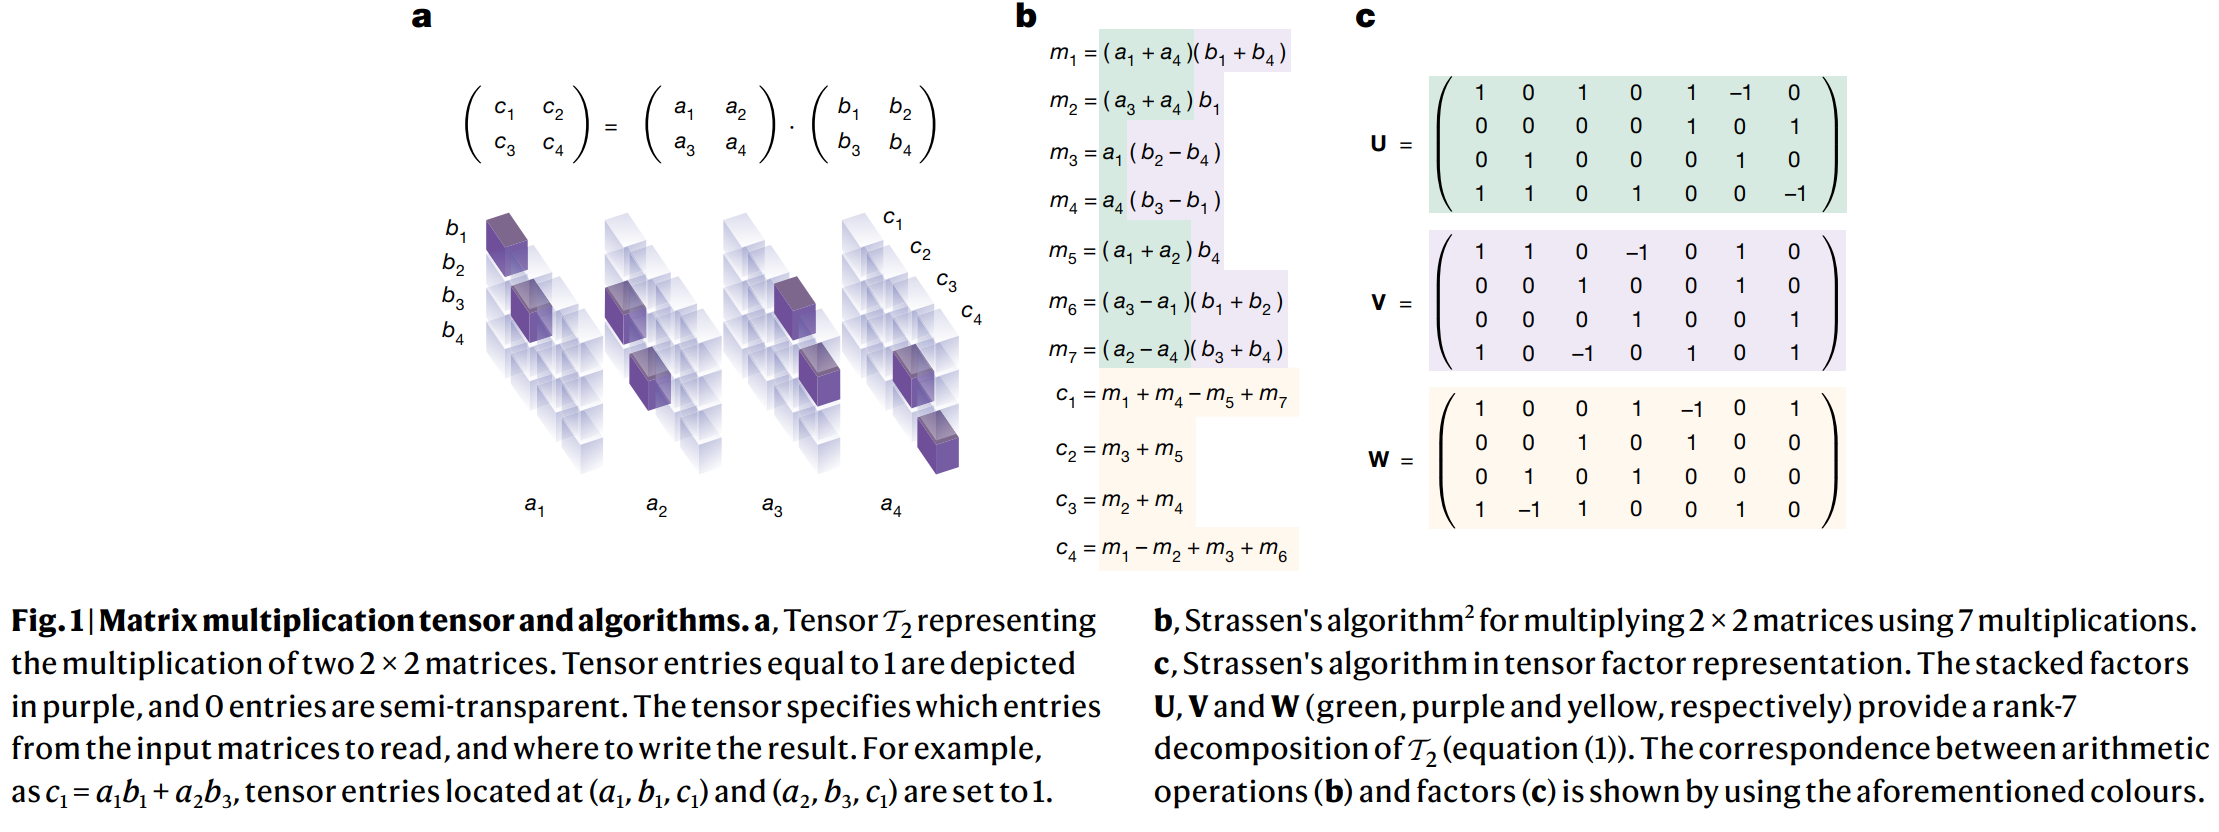 a
( c₁ c₂ ) = ( a₁ a₂ ) · ( b₁ b₂ )
( c₃ c₄ )   ( a₃ a₄ )   ( b₃ b₄ )
b₁
b₂
b₃
b₄
c₁
c₂
c₃
c₄
a₁ a₂ a₃ a₄
b
m₁ = (a₁ + a₄)(b₁ + b₄)
m₂ = (a₃ + a₄) b₁
m₃ = a₁ (b₂ − b₄)
m₄ = a₄ (b₃ − b₁)
m₅ = (a₁ + a₂) b₄
m₆ = (a₃ − a₁)(b₁ + b₂)
m₇ = (a₂ − a₄)(b₃ + b₄)
c₁ = m₁ + m₄ − m₅ + m₇
c₂ = m₃ + m₅
c₃ = m₂ + m₄
c₄ = m₁ − m₂ + m₃ + m₆
c
U =
1 0 1 0 1 −1 0
0 0 0 0 1 0 1
0 1 0 0 0 1 0
1 1 0 1 0 0 −1
V =
1 1 0 −1 0 1 0
0 0 1 0 0 1 0
0 0 0 1 0 0 1
1 0 −1 0 1 0 1
W =
1 0 0 1 −1 0 1
0 0 1 0 1 0 0
0 1 0 1 0 0 0
1 −1 1 0 0 1 0
Fig. 1 | Matrix multiplication tensor and algorithms. a, Tensor 𝒯₂ representing
the multiplication of two 2 × 2 matrices. Tensor entries equal to 1 are depicted
in purple, and 0 entries are semi-transparent. The tensor specifies which entries
from the input matrices to read, and where to write the result. For example,
as c₁ = a₁b₁ + a₂b₃, tensor entries located at (a₁, b₁, c₁) and (a₂, b₃, c₁) are set to 1.
b, Strassen's algorithm² for multiplying 2 × 2 matrices using 7 multiplications.
c, Strassen's algorithm in tensor factor representation. The stacked factors
U, V and W (green, purple and yellow, respectively) provide a rank-7
decomposition of 𝒯₂ (equation (1)). The correspondence between arithmetic
operations (b) and factors (c) is shown by using the aforementioned colours.